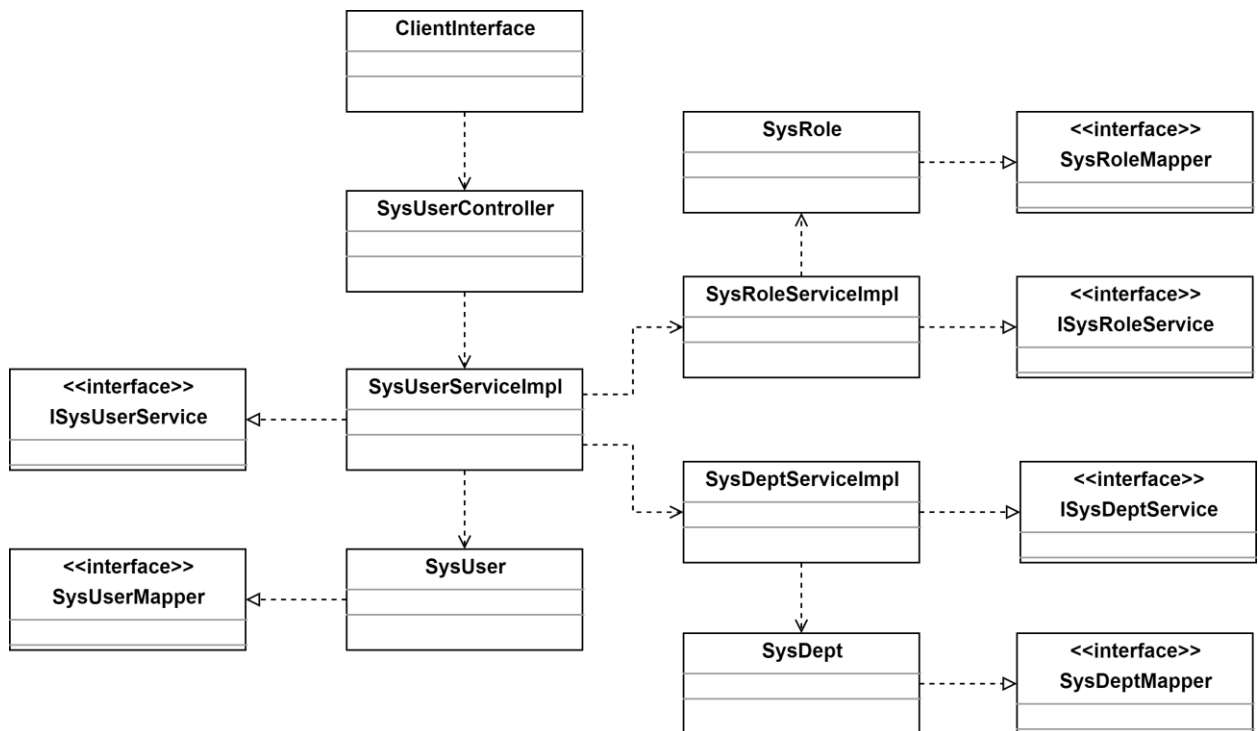 ClientInterface
SysRole
<<interface>>
SysRoleMapper
SysUserController
SysRoleServiceImpl
<<interface>>
ISysRoleService
<<interface>>
ISysUserService
SysUserServiceImpl
SysDeptServiceImpl
<<interface>>
ISysDeptService
<<interface>>
SysUserMapper
SysUser
SysDept
<<interface>>
SysDeptMapper